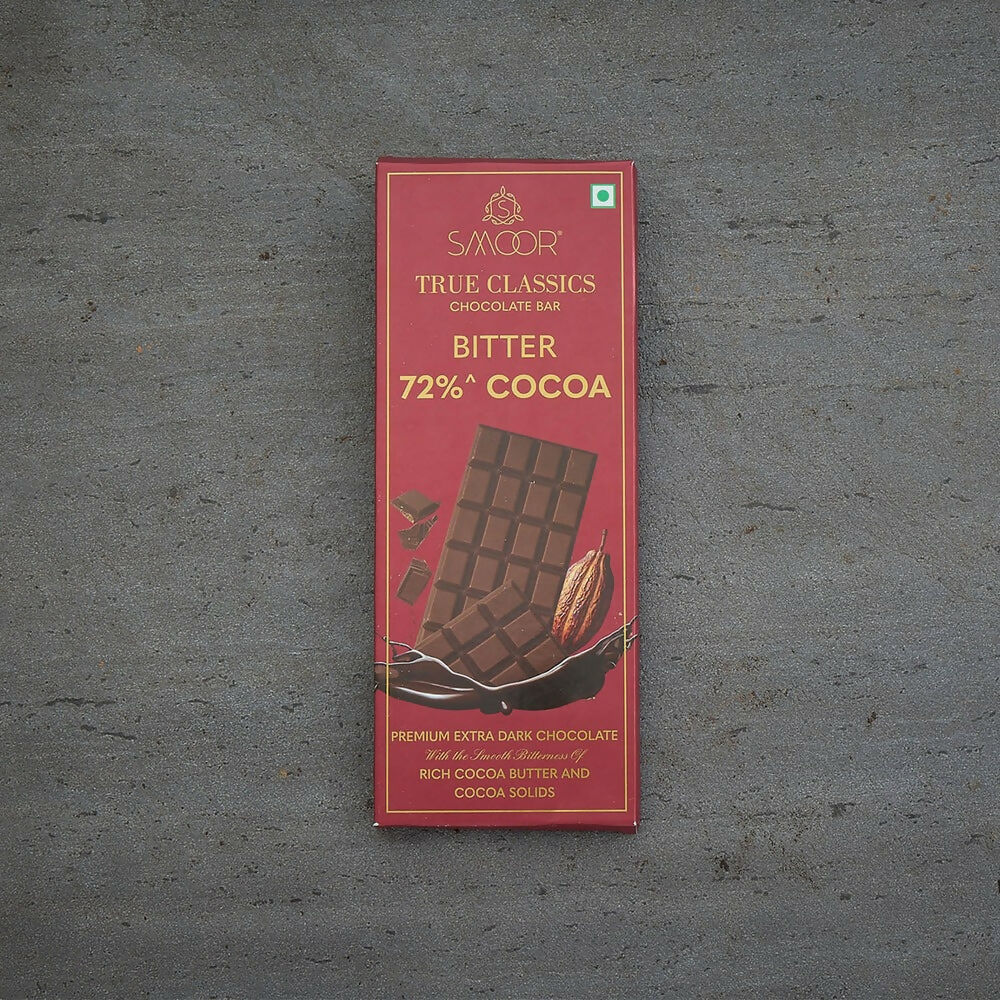 S
SMOOR®
TRUE CLASSICS
CHOCOLATE BAR
BITTER
72%^ COCOA
PREMIUM EXTRA DARK CHOCOLATE
With the Smooth Bitterness Of
RICH COCOA BUTTER AND
COCOA SOLIDS